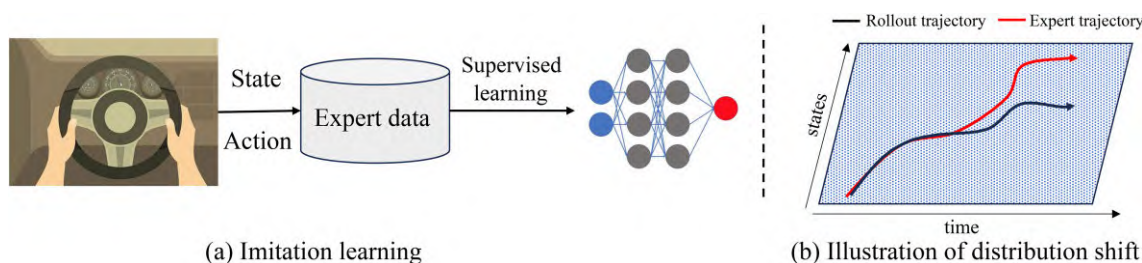 State
Action
Expert data
Supervised
learning
(a) Imitation learning
Rollout trajectory
Expert trajectory
states
time
(b) Illustration of distribution shift